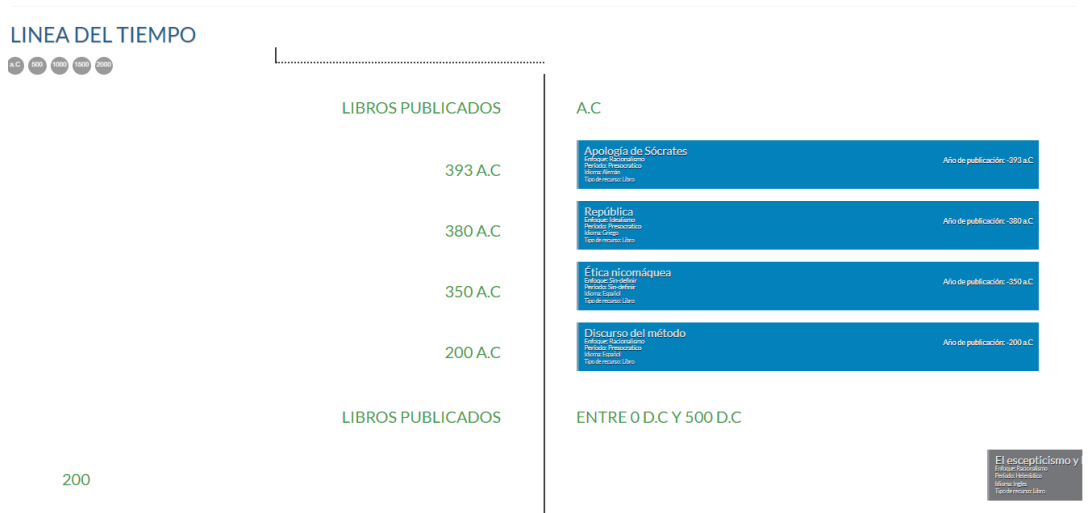 LINEA DEL TIEMPO
a.C 500 1000 1500 2000
LIBROS PUBLICADOS A.C
393 A.C
Apología de Sócrates
Enfoque: Racionalismo
Periodo: Presocratico
Idioma: Alemán
Tipo de recurso: Libro
Año de publicación: -393 a.C
380 A.C
República
Enfoque: Idealismo
Periodo: Presocratico
Idioma: Griego
Tipo de recurso: Libro
Año de publicación: -380 a.C
350 A.C
Ética nicomáquea
Enfoque: Sin-definir
Periodo: Sin-definir
Idioma: Español
Tipo de recurso: Libro
Año de publicación: -350 a.C
200 A.C
Discurso del método
Enfoque: Racionalismo
Periodo: Presocratico
Idioma: Español
Tipo de recurso: Libro
Año de publicación: -200 a.C
LIBROS PUBLICADOS ENTRE 0 D.C Y 500 D.C
200
El escepticismo y
Enfoque: Racionalismo
Periodo: Helenístico
Idioma: Ingles
Tipo de recurso: Libro